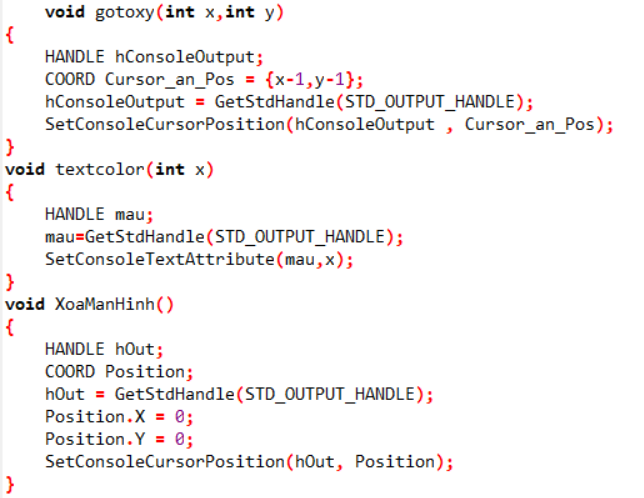 void gotoxy(int x,int y)
{
    HANDLE hConsoleOutput;
    COORD Cursor_an_Pos = {x-1,y-1};
    hConsoleOutput = GetStdHandle(STD_OUTPUT_HANDLE);
    SetConsoleCursorPosition(hConsoleOutput , Cursor_an_Pos);
}
void textcolor(int x)
{
    HANDLE mau;
    mau=GetStdHandle(STD_OUTPUT_HANDLE);
    SetConsoleTextAttribute(mau,x);
}
void XoaManHinh()
{
    HANDLE hOut;
    COORD Position;
    hOut = GetStdHandle(STD_OUTPUT_HANDLE);
    Position.X = 0;
    Position.Y = 0;
    SetConsoleCursorPosition(hOut, Position);
}